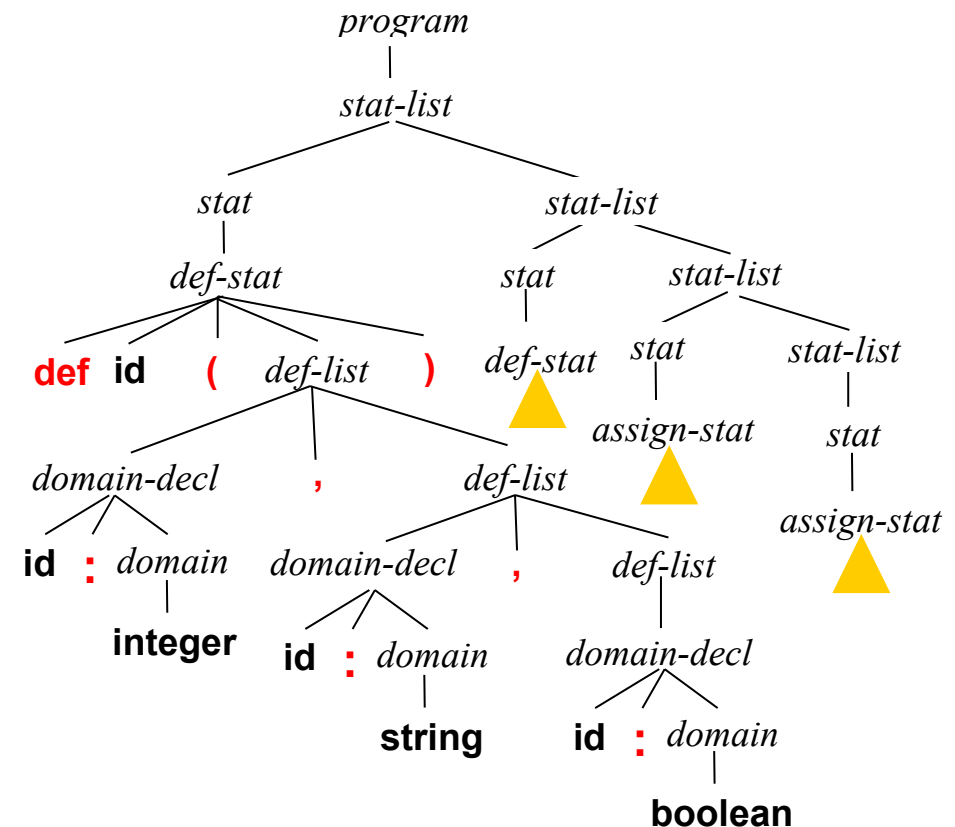 program
stat-list
stat stat-list
def-stat stat stat-list
def id ( def-list ) def-stat stat stat-list
assign-stat stat
domain-decl , def-list
assign-stat
id : domain domain-decl , def-list
integer id : domain domain-decl
string id : domain
boolean